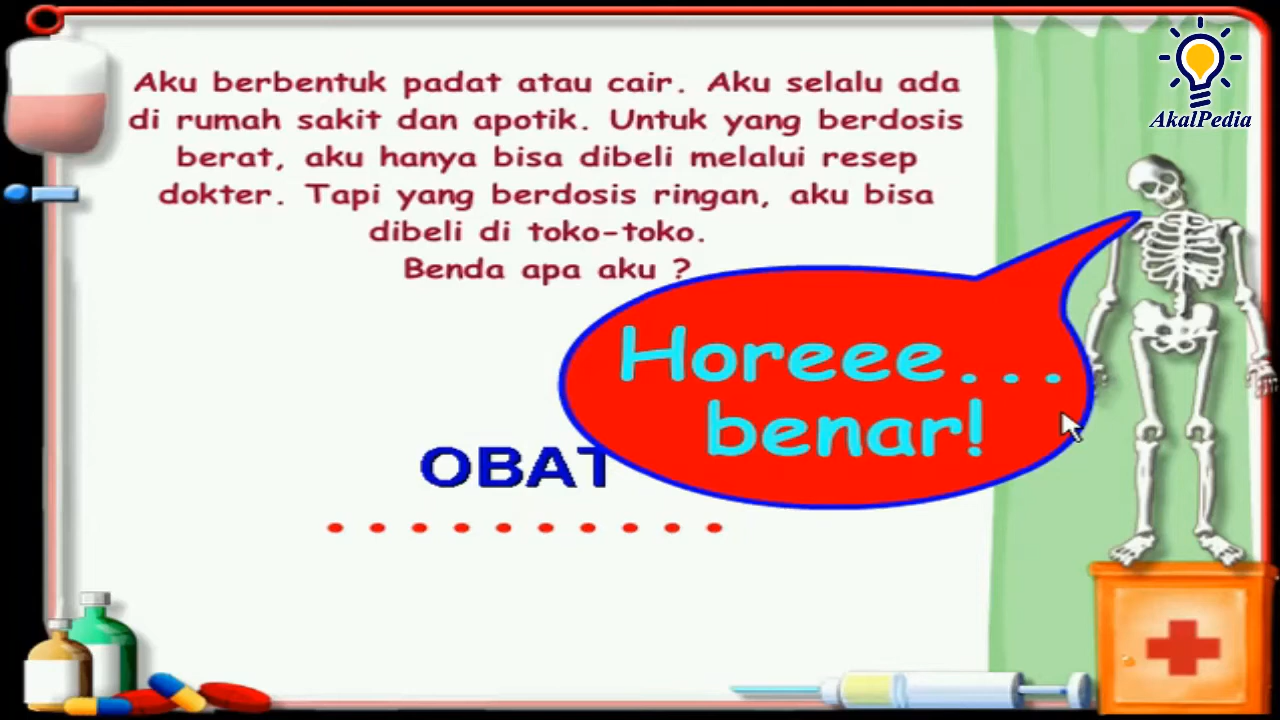 Aku berbentuk padat atau cair. Aku selalu ada
di rumah sakit dan apotik. Untuk yang berdosis
berat, aku hanya bisa dibeli melalui resep
dokter. Tapi yang berdosis ringan, aku bisa
dibeli di toko-toko.
Benda apa aku ?
AkalPedia
Horeee...
benar!
OBAT
..........